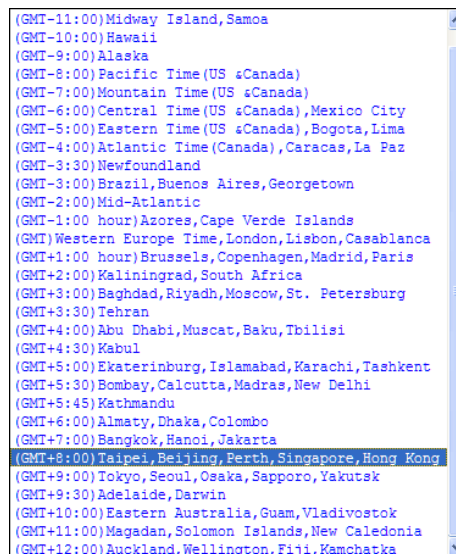 (GMT-11:00)Midway Island,Samoa
(GMT-10:00)Hawaii
(GMT-9:00)Alaska
(GMT-8:00)Pacific Time(US &Canada)
(GMT-7:00)Mountain Time(US &Canada)
(GMT-6:00)Central Time(US &Canada),Mexico City
(GMT-5:00)Eastern Time(US &Canada),Bogota,Lima
(GMT-4:00)Atlantic Time(Canada),Caracas,La Paz
(GMT-3:30)Newfoundland
(GMT-3:00)Brazil,Buenos Aires,Georgetown
(GMT-2:00)Mid-Atlantic
(GMT-1:00 hour)Azores,Cape Verde Islands
(GMT)Western Europe Time,London,Lisbon,Casablanca
(GMT+1:00 hour)Brussels,Copenhagen,Madrid,Paris
(GMT+2:00)Kaliningrad,South Africa
(GMT+3:00)Baghdad,Riyadh,Moscow,St. Petersburg
(GMT+3:30)Tehran
(GMT+4:00)Abu Dhabi,Muscat,Baku,Tbilisi
(GMT+4:30)Kabul
(GMT+5:00)Ekaterinburg,Islamabad,Karachi,Tashkent
(GMT+5:30)Bombay,Calcutta,Madras,New Delhi
(GMT+5:45)Kathmandu
(GMT+6:00)Almaty,Dhaka,Colombo
(GMT+7:00)Bangkok,Hanoi,Jakarta
(GMT+8:00)Taipei,Beijing,Perth,Singapore,Hong Kong
(GMT+9:00)Tokyo,Seoul,Osaka,Sapporo,Yakutsk
(GMT+9:30)Adelaide,Darwin
(GMT+10:00)Eastern Australia,Guam,Vladivostok
(GMT+11:00)Magadan,Solomon Islands,New Caledonia
(GMT+12:00)Auckland,Wellington,Fiji,Kamchatka